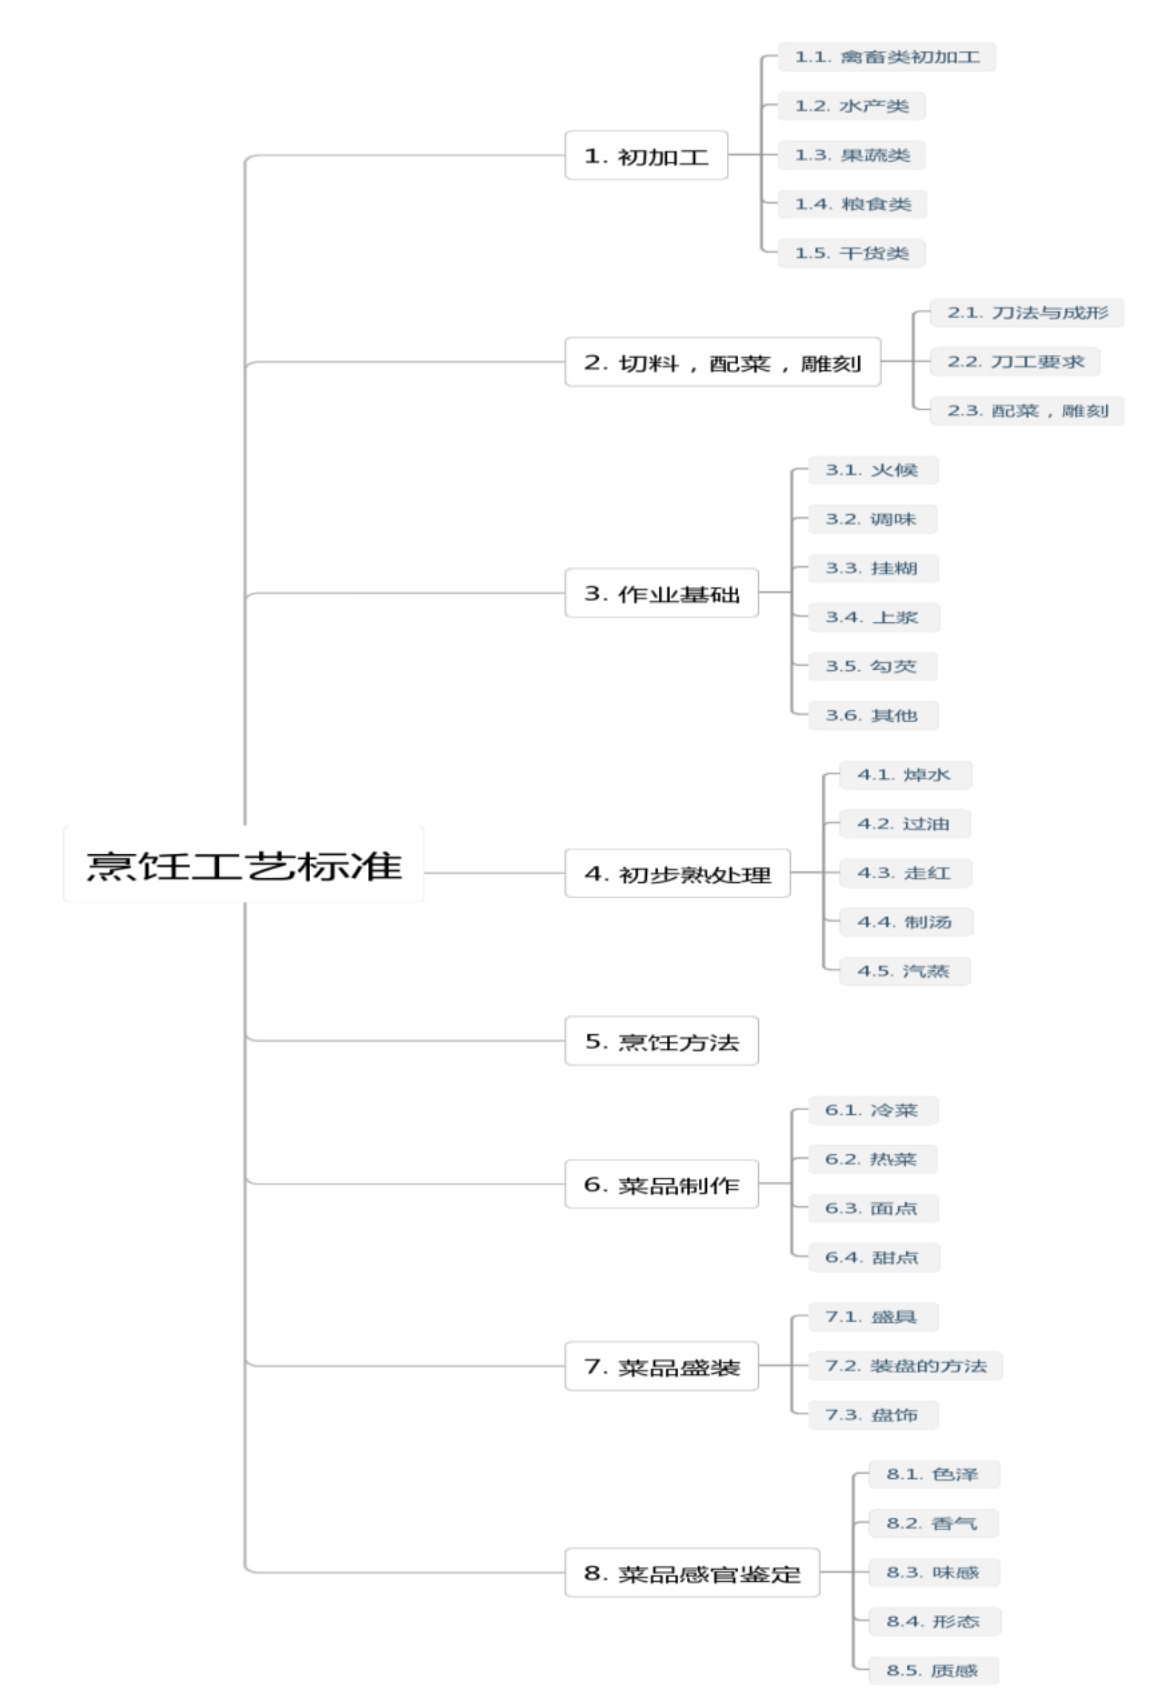 烹饪工艺标准
1. 初加工
1.1. 禽畜类初加工
1.2. 水产类
1.3. 果蔬类
1.4. 粮食类
1.5. 干货类
2. 切料，配菜，雕刻
2.1. 刀法与成形
2.2. 刀工要求
2.3. 配菜，雕刻
3. 作业基础
3.1. 火候
3.2. 调味
3.3. 挂糊
3.4. 上浆
3.5. 勾芡
3.6. 其他
4. 初步熟处理
4.1. 焯水
4.2. 过油
4.3. 走红
4.4. 制汤
4.5. 汽蒸
5. 烹饪方法
6. 菜品制作
6.1. 冷菜
6.2. 热菜
6.3. 面点
6.4. 甜点
7. 菜品盛装
7.1. 盛具
7.2. 装盘的方法
7.3. 盘饰
8. 菜品感官鉴定
8.1. 色泽
8.2. 香气
8.3. 味感
8.4. 形态
8.5. 质感